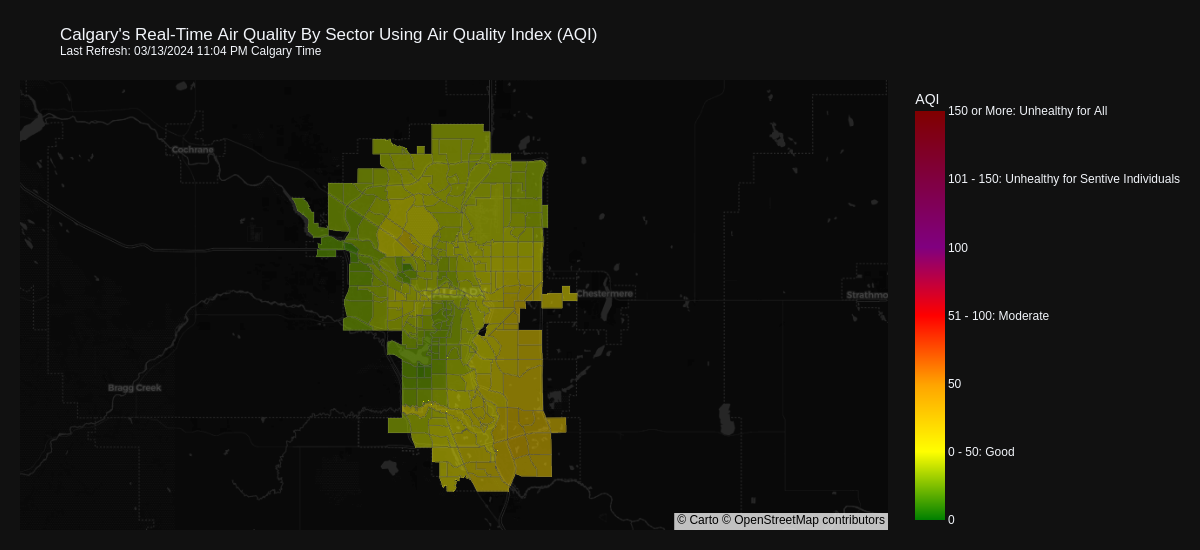 Calgary's Real-Time Air Quality By Sector Using Air Quality Index (AQI)
Last Refresh: 03/13/2024 11:04 PM Calgary Time
AQI
150 or More: Unhealthy for All
Cochrane
101 - 150: Unhealthy for Sentive Individuals
100
CALGARY
Chestermere
Strathmo
51 - 100: Moderate
50
Bragg Creek
0 - 50: Good
0
© Carto © OpenStreetMap contributors